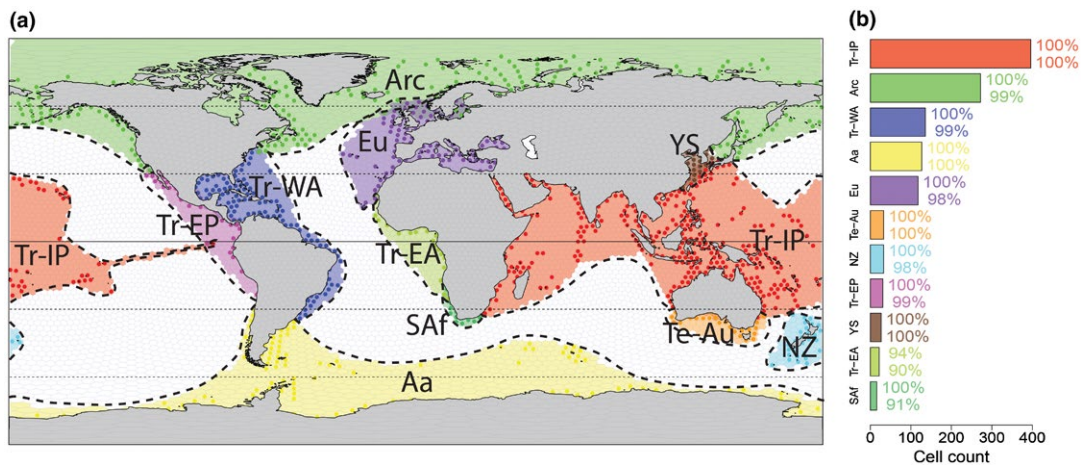 (a)
Arc
Eu
YS
Tr-WA
Tr-EP
Tr-IP
Tr-EA
Tr-IP
SAf
Te-Au
NZ
Aa
(b)
Tr-IP
100%
100%
Arc
100%
99%
Tr-WA
100%
99%
Aa
100%
100%
Eu
100%
98%
Te-Au
100%
100%
NZ
100%
98%
Tr-EP
100%
99%
YS
100%
100%
Tr-EA
94%
90%
SAf
100%
91%
0 100 200 300 400
Cell count